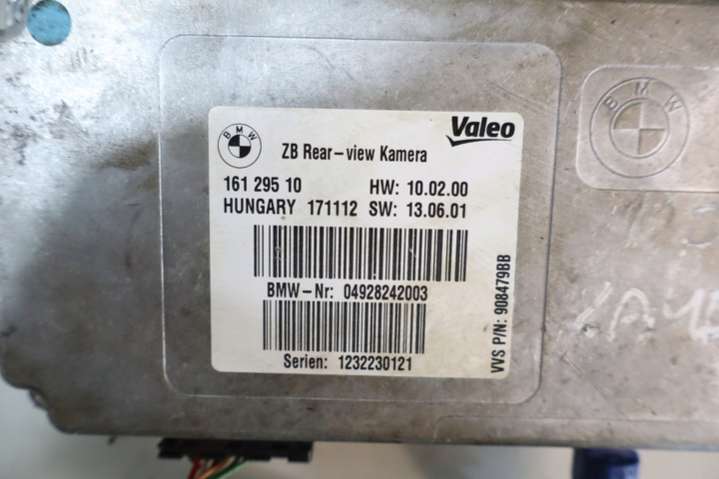 BMW
Valeo
ZB Rear-view Kamera
161 295 10 HW: 10.02.00
HUNGARY 171112 SW: 13.06.01
BMW-Nr: 04928242003
Serien: 1232230121
VVS P/N: 908479BB
BMW